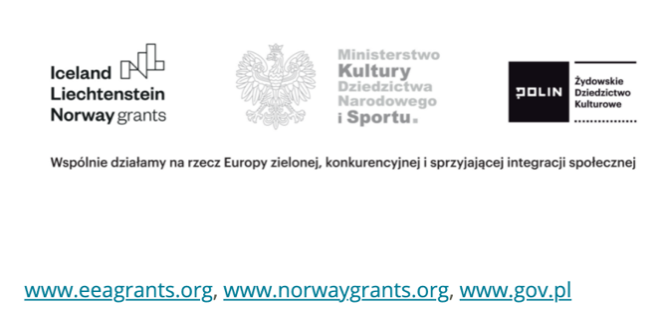 Iceland
Liechtenstein
Norway grants
Ministerstwo
Kultury
Dziedzictwa
Narodowego
i Sportu.
POLIN
Żydowskie
Dziedzictwo
Kulturowe
Wspólnie działamy na rzecz Europy zielonej, konkurencyjnej i sprzyjającej integracji społecznej
www.eeagrants.org, www.norwaygrants.org, www.gov.pl